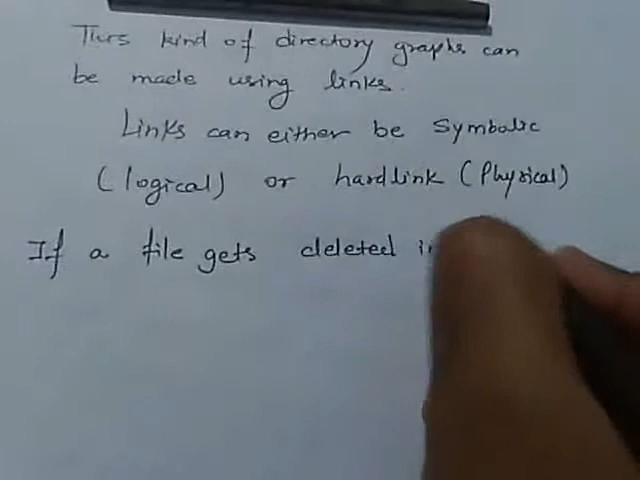 This kind of directory graphs can
be made using links.
Links can either be symbolic
(logical) or hardlink (Physical)
If a file gets deleted in